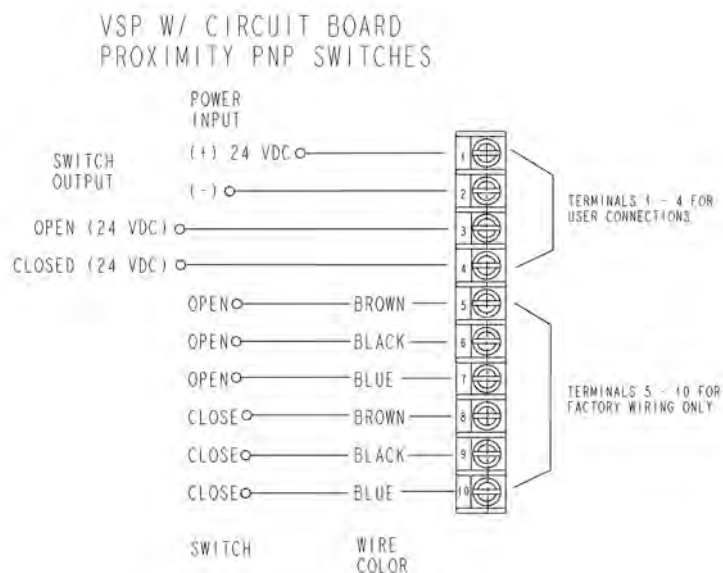 VSP W/ CIRCUIT BOARD
PROXIMITY PNP SWITCHES
POWER
INPUT
SWITCH
OUTPUT
(+) 24 VDC
1
(-)
2
OPEN (24 VDC)
3
CLOSED (24 VDC)
4
TERMINALS 1 - 4 FOR
USER CONNECTIONS
OPEN BROWN 5
OPEN BLACK 6
OPEN BLUE 7
CLOSE BROWN 8
CLOSE BLACK 9
CLOSE BLUE 10
TERMINALS 5 - 10 FOR
FACTORY WIRING ONLY
SWITCH
WIRE
COLOR